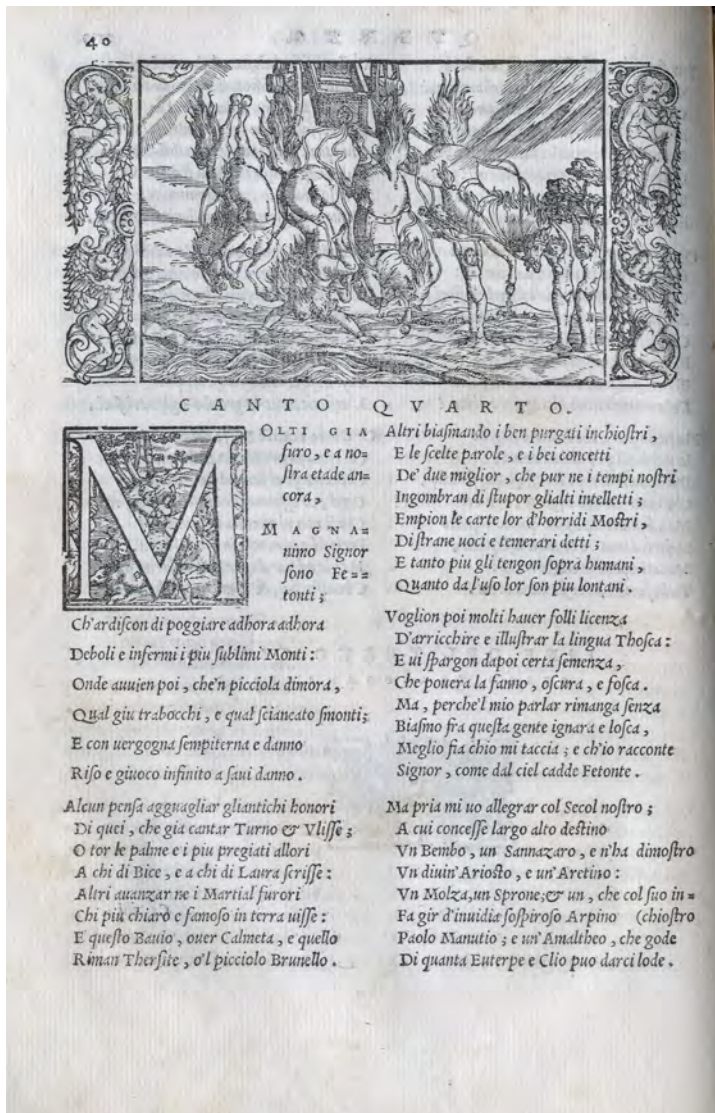 40
CANTO QVARTO.
MOLTI GIA
furo, e a no=
ſtra etade an=
cora,
MAGNA=
nimo Signor
ſono Fe==
tonti;
Ch'ardiſcon di poggiare adhora adhora
Deboli e infermi i piu ſublimi Monti:
Onde auuien poi, che'n picciola dimora,
Qual giu trabocchi, e qual ſciancato ſmonti;
E con uergogna ſempiterna e danno
Riſo e giuoco infinito a ſaui danno.
Alcun penſa agguagliar gliantichi honori
Di quei, che gia cantar Turno & Vliſſe;
O tor le palme e i piu pregiati allori
A chi di Bice, e a chi di Laura ſcriſſe:
Altri auanzar ne i Martial furori
Chi più chiarò e famoſo in terra uiſſe:
E queſto Bauio, ouer Calmeta, e quello
Riman Therſite, o'l picciolo Brunello.
Altri biaſmando i ben purgati inchioſtri,
E le ſcelte parole, e i bei concetti
De' due miglior, che pur ne i tempi noſtri
Ingombran di ſtupor glialti intelletti;
Empion le carte lor d'horridi Moſtri,
Di ſtrane uoci e temerari detti;
E tanto piu gli tengon ſopra humani,
Quanto da l'uſo lor ſon piu lontani.
Voglion poi molti hauer folli licenza
D'arricchire e illuſtrar la lingua Thoſca:
E ui ſpargon dapoi certa ſemenza,
Che pouera la fanno, oſcura, e foſca.
Ma, perche'l mio parlar rimanga ſenza
Biaſmo fra queſta gente ignara e loſca,
Meglio fia chio mi taccia; e ch'io racconte
Signor, come dal ciel cadde Fetonte.
Ma pria mi uo allegrar col Secol noſtro;
A cui conceſſe largo alto deſtino
Vn Bembo, un Sannazaro, e n'ha dimoſtro
Vn diuin'Arioſto, e un'Aretino:
Vn Molza, un Sprone; & un, che col ſuo in=
Fa gir d'inuidia ſoſpiroſo Arpino (chioſtro
Paolo Manutio; e un'Amaltheo, che gode
Di quanta Euterpe e Clio puo darci lode.